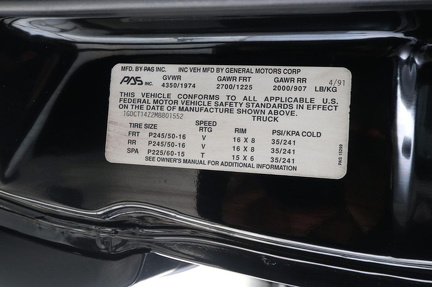 MFD. BY PAS INC. INC VEH MFD BY GENERAL MOTORS CORP
PAS INC. GVWR GAWR FRT GAWR RR 4/91
4350/1974 2700/1225 2000/907 LB/KG
THIS VEHICLE CONFORMS TO ALL APPLICABLE U.S.
FEDERAL MOTOR VEHICLE SAFETY STANDARDS IN EFFECT
ON DATE OF MANUFACTURE SHOWN ABOVE.
1GDCT14Z2M8801552 TRUCK
TIRE SIZE SPEED RTG RIM PSI/KPA COLD
FRT P245/50-16 V 16 X 8 35/241
RR P245/50-16 V 16 X 8 35/241
SPA P225/60-15 T 15 X 6 35/241
SEE OWNER'S MANUAL FOR ADDITIONAL INFORMATION